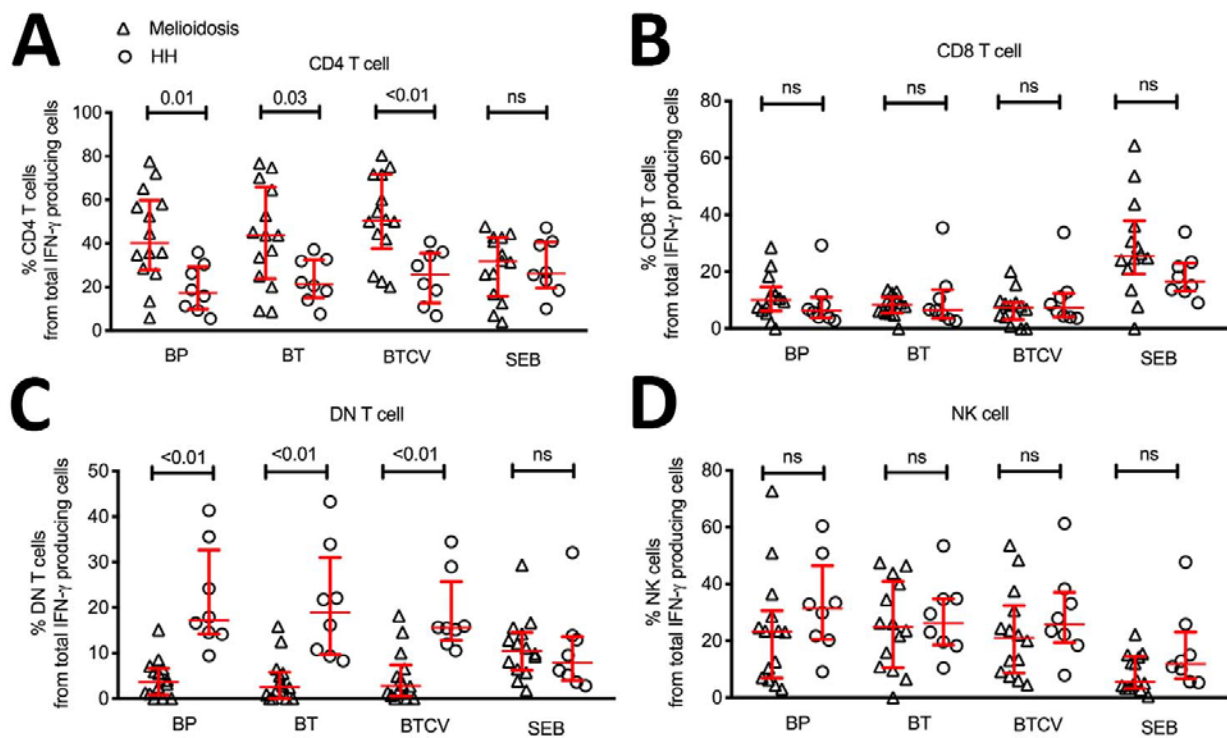 A
△ Melioidosis
○ HH
CD4 T cell
0.01 0.03 <0.01 ns
% CD4 T cells
from total IFN-γ producing cells
100
80
60
40
20
0
BP BT BTCV SEB
B
CD8 T cell
ns ns ns ns
% CD8 T cells
from total IFN-γ producing cells
80
60
40
20
0
BP BT BTCV SEB
C
DN T cell
<0.01 <0.01 <0.01 ns
% DN T cells
from total IFN-γ producing cells
50
40
30
20
10
0
BP BT BTCV SEB
D
NK cell
ns ns ns ns
% NK cells
from total IFN-γ producing cells
80
60
40
20
0
BP BT BTCV SEB